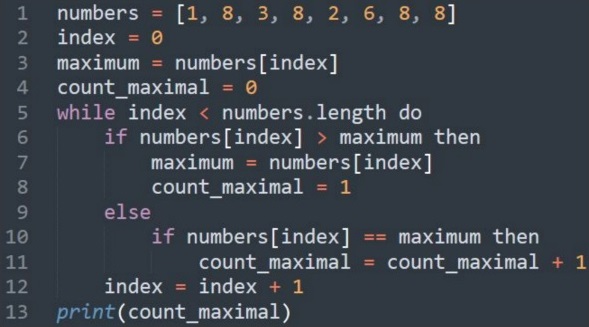 1 numbers = [1, 8, 3, 8, 2, 6, 8, 8]
2 index = 0
3 maximum = numbers[index]
4 count_maximal = 0
5 while index < numbers.length do
6     if numbers[index] > maximum then
7         maximum = numbers[index]
8         count_maximal = 1
9     else
10         if numbers[index] == maximum then
11             count_maximal = count_maximal + 1
12     index = index + 1
13 print(count_maximal)